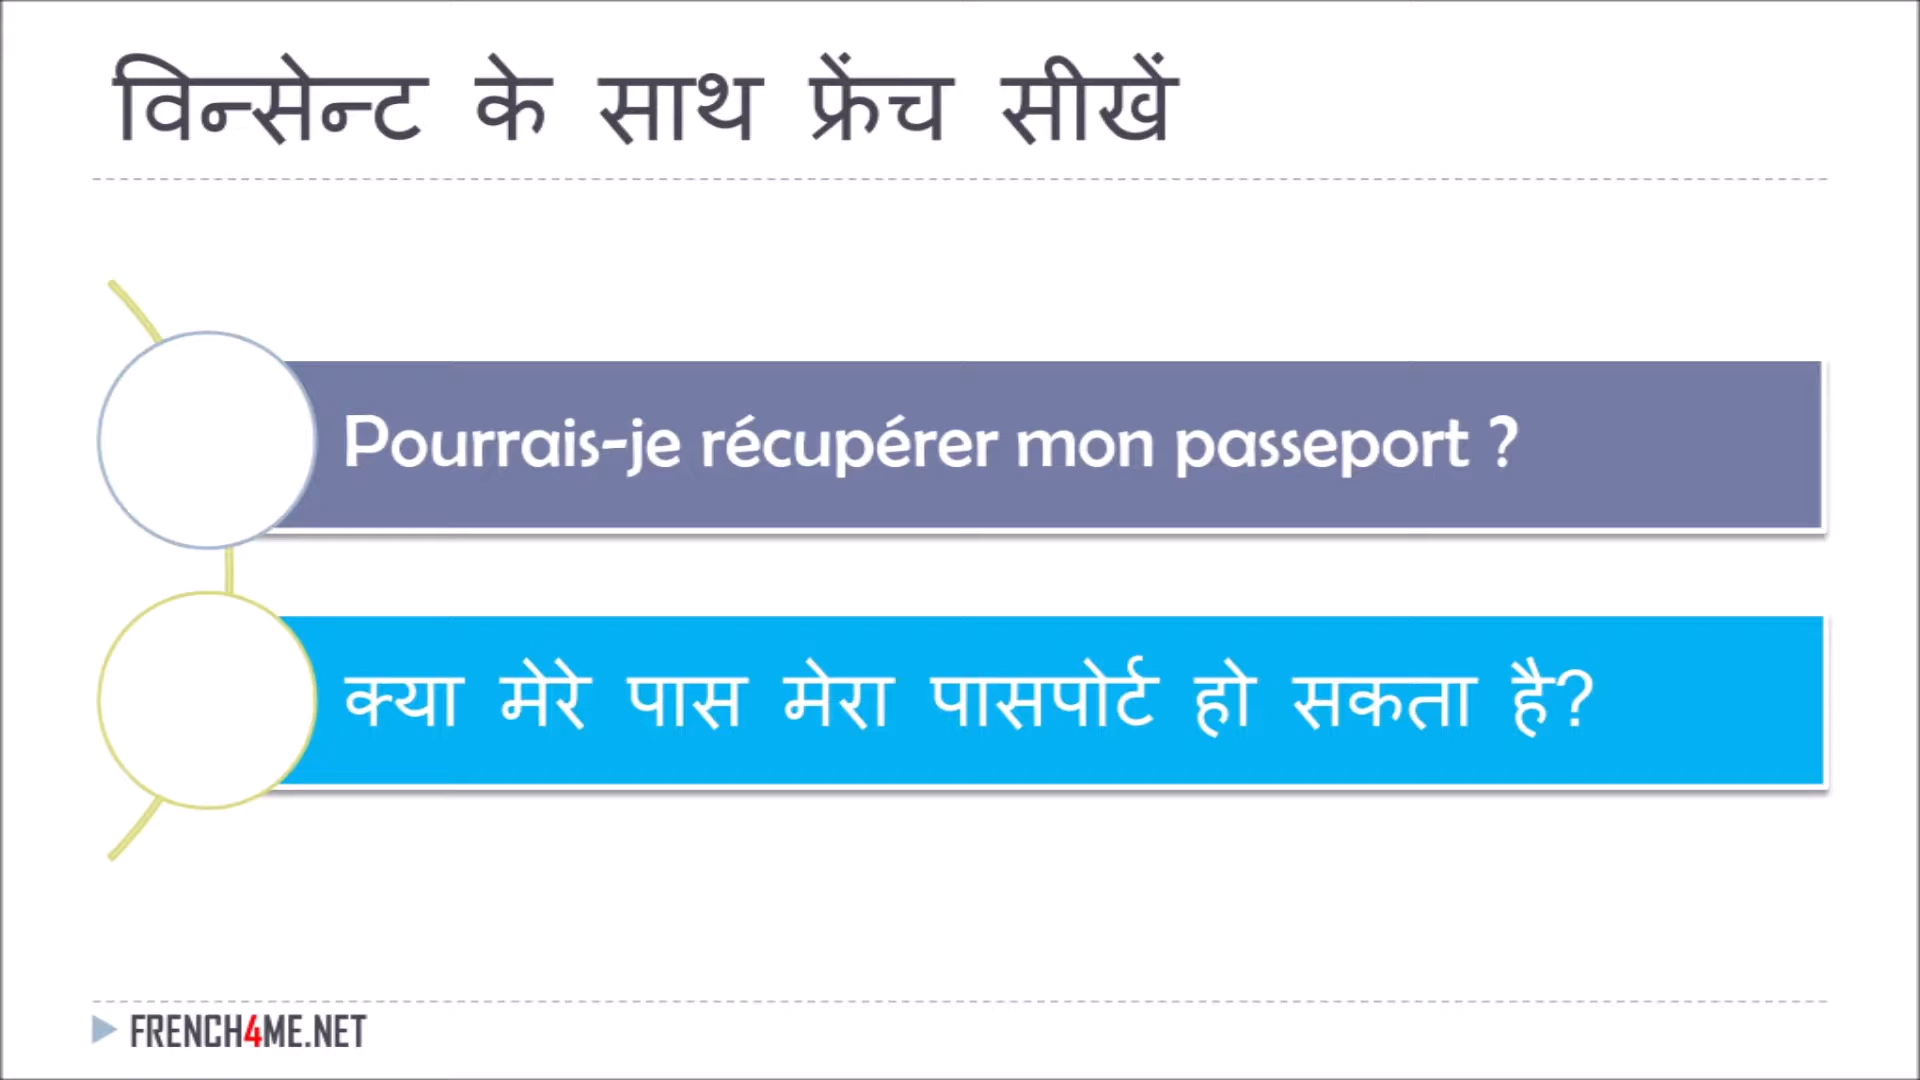 विन्सेन्ट के साथ फ्रेंच सीखें
Pourrais-je récupérer mon passeport ?
क्या मेरे पास मेरा पासपोर्ट हो सकता है?
FRENCH4ME.NET